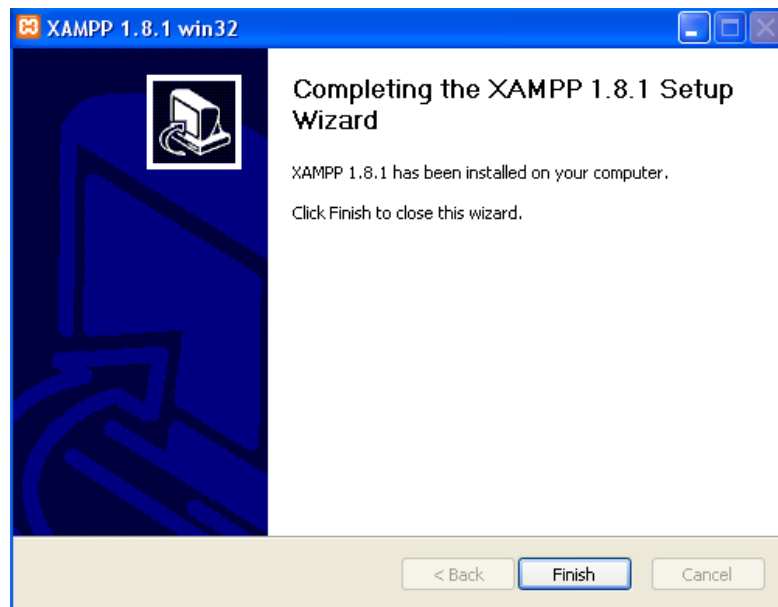 XAMPP 1.8.1 win32
Completing the XAMPP 1.8.1 Setup
Wizard
XAMPP 1.8.1 has been installed on your computer.
Click Finish to close this wizard.
< Back
Finish
Cancel